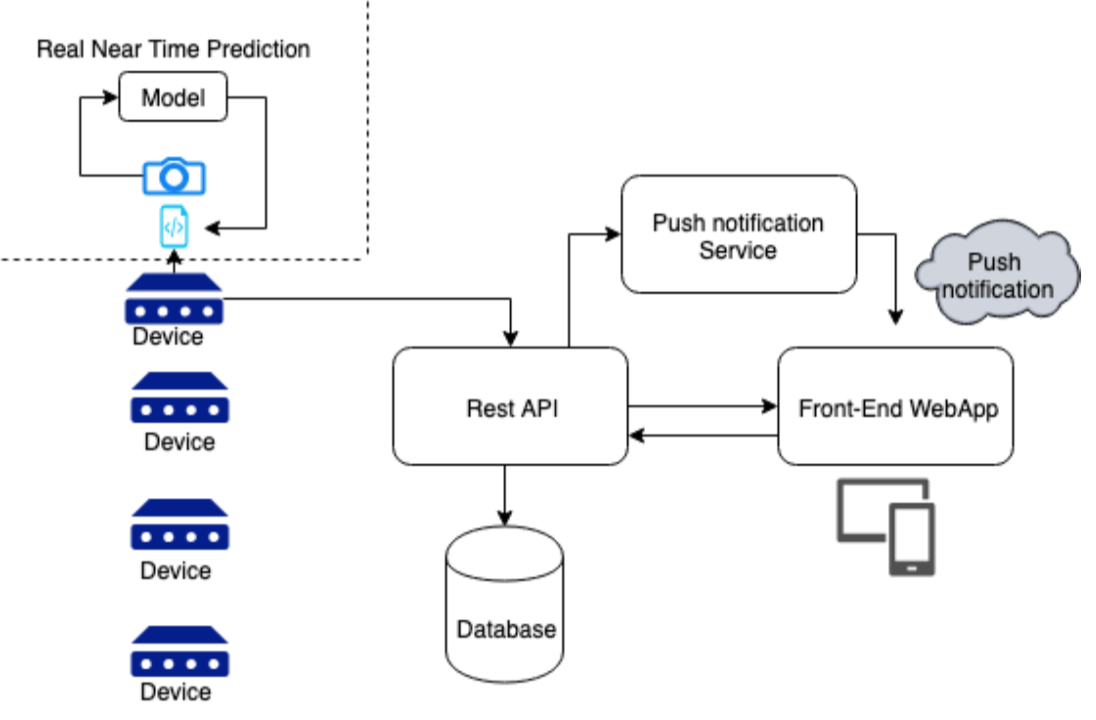 Real Near Time Prediction
Model
</>
Device
Device
Device
Device
Rest API
Push notification
Service
Push
notification
Front-End WebApp
Database